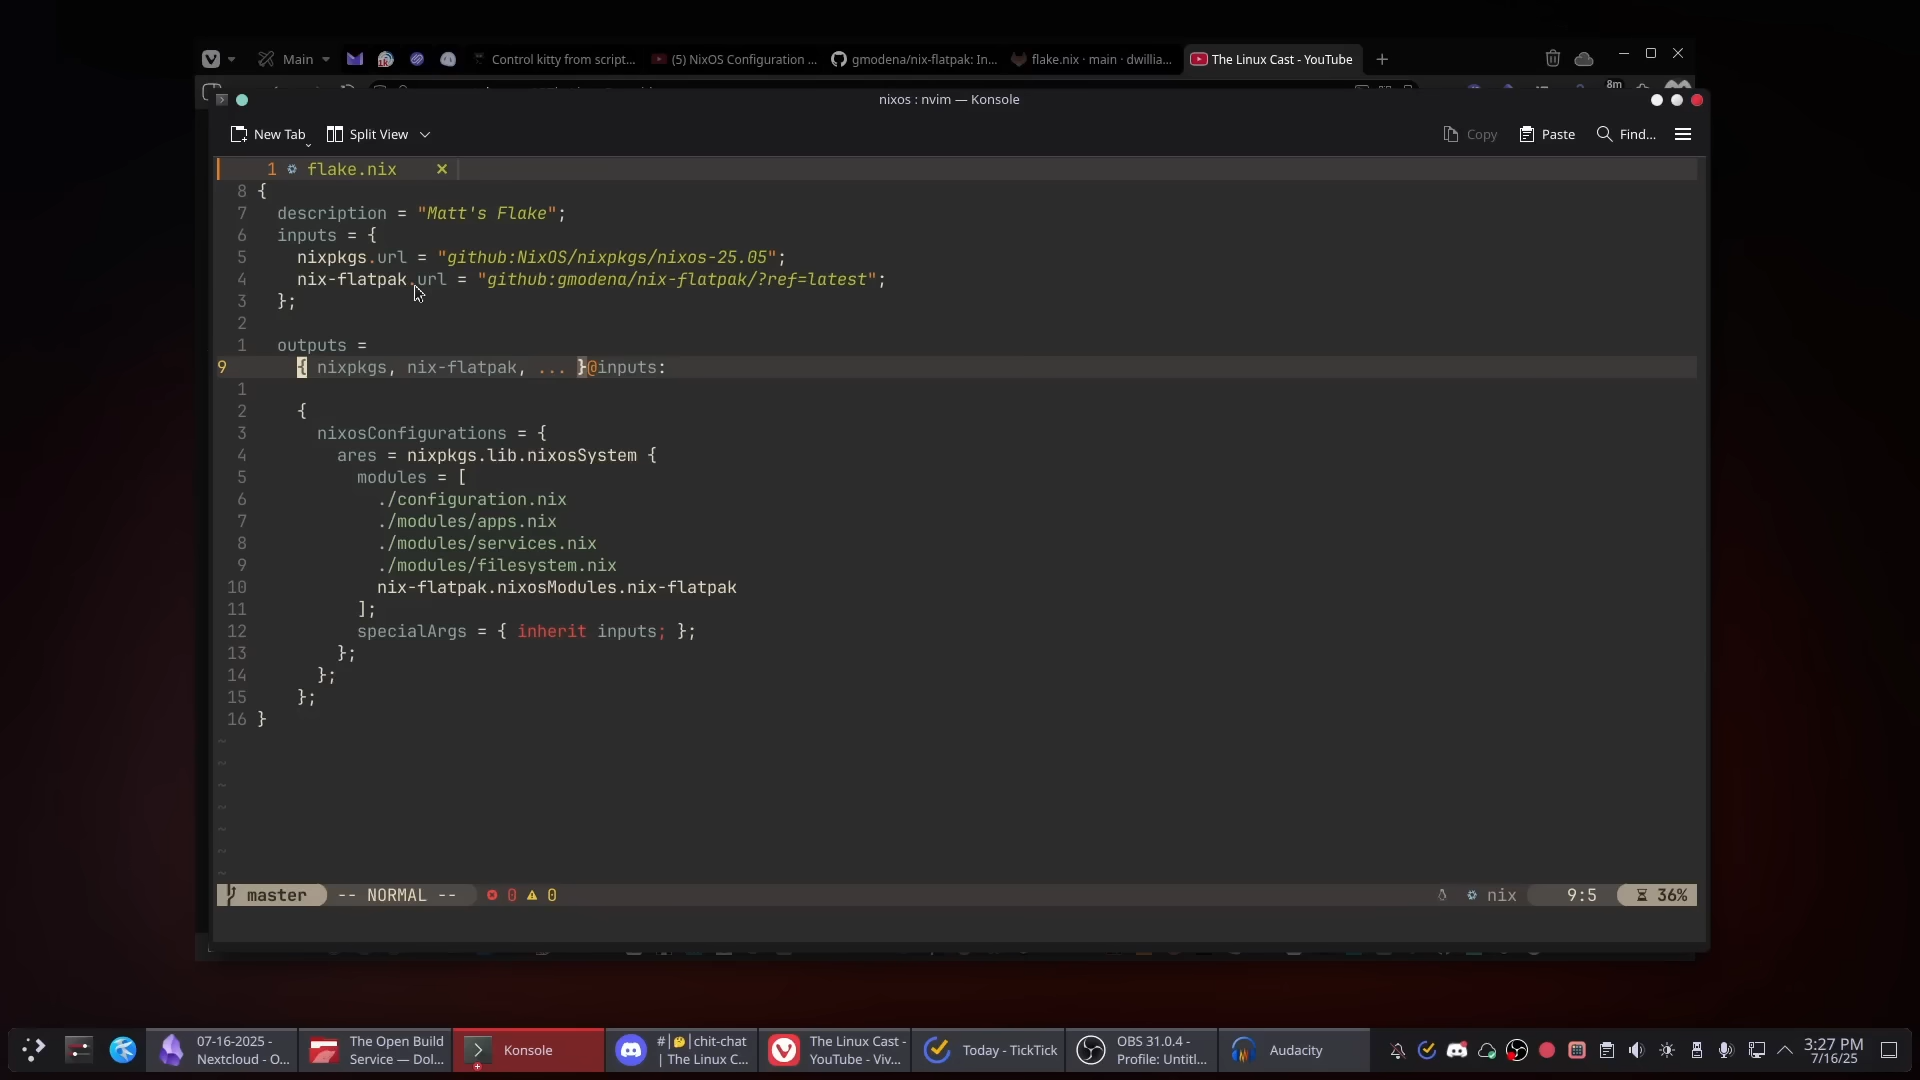 Main
Control kitty from script...
(5) NixOS Configuration ...
gmodena/nix-flatpak: In...
flake.nix · main · dwillia...
The Linux Cast - YouTube
8m
nixos : nvim — Konsole
New Tab
Split View
Copy
Paste
Find...
1 flake.nix
8 {
7 description = "Matt's Flake";
6 inputs = {
5 nixpkgs.url = "github:NixOS/nixpkgs/nixos-25.05";
4 nix-flatpak.url = "github:gmodena/nix-flatpak/?ref=latest";
3 };
2
1 outputs =
9 { nixpkgs, nix-flatpak, ... }@inputs:
1
2 {
3 nixosConfigurations = {
4 ares = nixpkgs.lib.nixosSystem {
5 modules = [
6 ./configuration.nix
7 ./modules/apps.nix
8 ./modules/services.nix
9 ./modules/filesystem.nix
10 nix-flatpak.nixosModules.nix-flatpak
11 ];
12 specialArgs = { inherit inputs; };
13 };
14 };
15 };
16 }
~
~
~
~
~
~
~
master -- NORMAL -- 0 0 nix 9:5 36%
07-16-2025 -
Nextcloud - O...
The Open Build
Service — Dol...
Konsole
#|🤔|chit-chat
| The Linux C...
The Linux Cast -
YouTube - Viv...
Today - TickTick
OBS 31.0.4 -
Profile: Untitl...
Audacity
3:27 PM
7/16/25